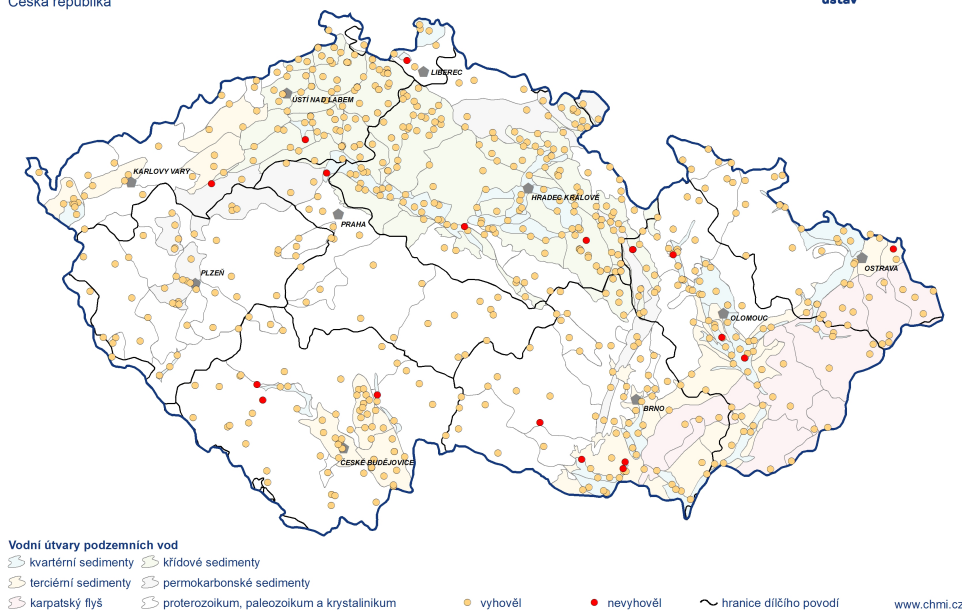 Česká republika
ústav
LIBEREC
ÚSTÍ NAD LABEM
KARLOVY VARY
HRADEC KRÁLOVÉ
PRAHA
PLZEŇ
OSTRAVA
OLOMOUC
BRNO
ČESKÉ BUDĚJOVICE
Vodní útvary podzemních vod
kvartérní sedimenty křídové sedimenty
terciérní sedimenty permokarbonské sedimenty
karpatský flyš proterozoikum, paleozoikum a krystalinikum vyhověl nevyhověl hranice dílčího povodí www.chmi.cz